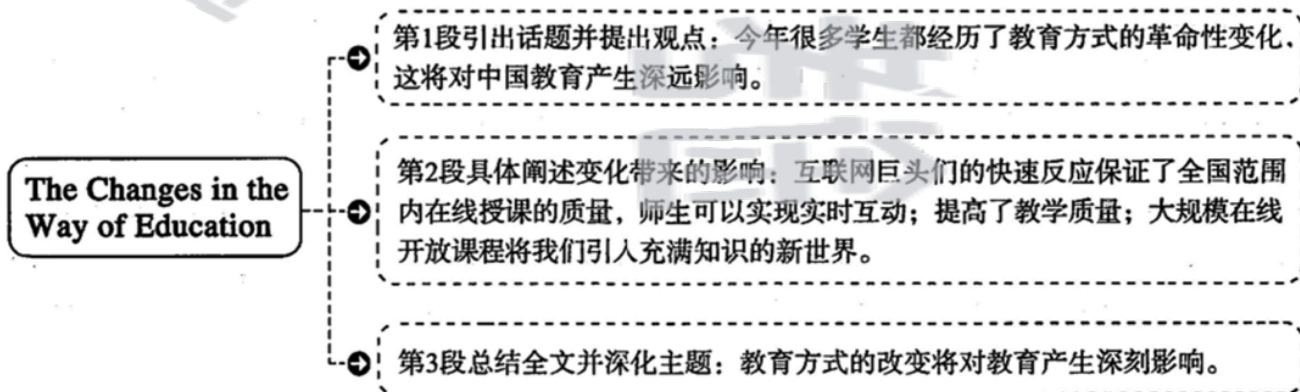 The Changes in the
Way of Education
第1段引出话题并提出观点：今年很多学生都经历了教育方式的革命性变化，
这将对中国教育产生深远影响。
第2段具体阐述变化带来的影响：互联网巨头们的快速反应保证了全国范围
内在线授课的质量，师生可以实现实时互动；提高了教学质量；大规模在线
开放课程将我们引入充满知识的新世界。
第3段总结全文并深化主题：教育方式的改变将对教育产生深刻影响。